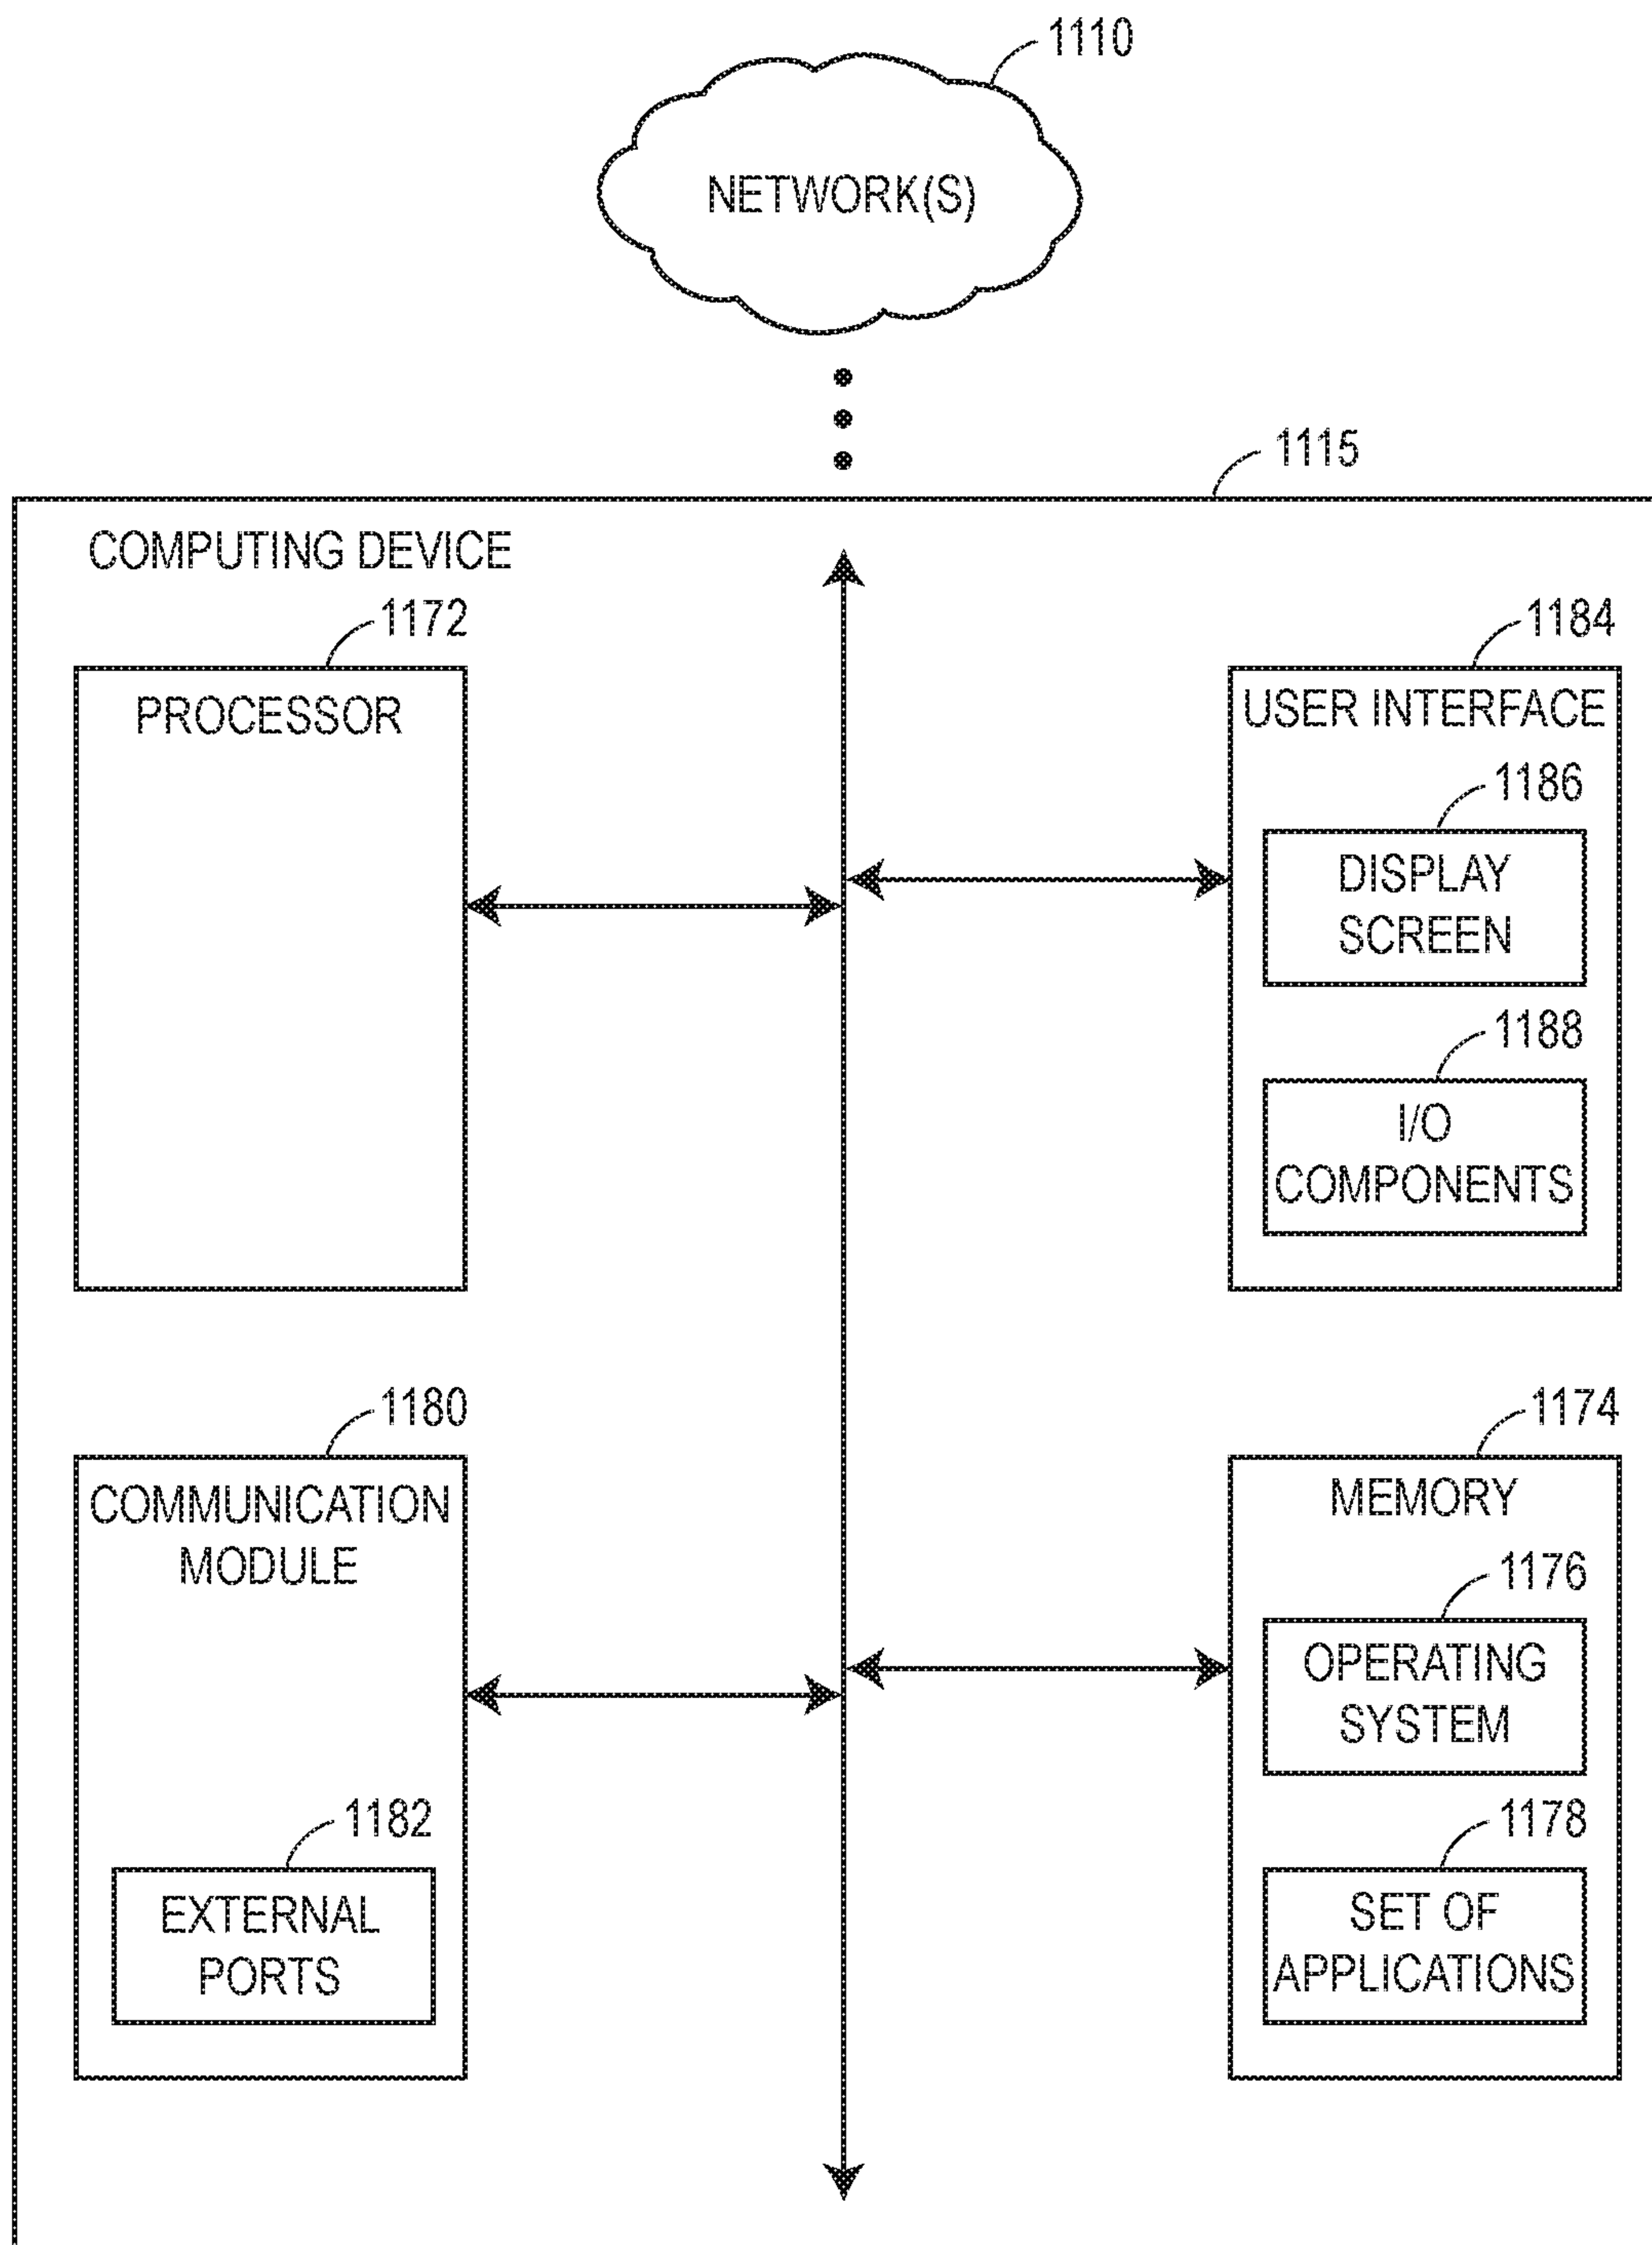 1110
NETWORK(S)
1115
COMPUTING DEVICE
1172
PROCESSOR
1184
USER INTERFACE
1186
DISPLAY
SCREEN
1188
I/O
COMPONENTS
1180
COMMUNICATION
MODULE
1182
EXTERNAL
PORTS
1174
MEMORY
1176
OPERATING
SYSTEM
1178
SET OF
APPLICATIONS